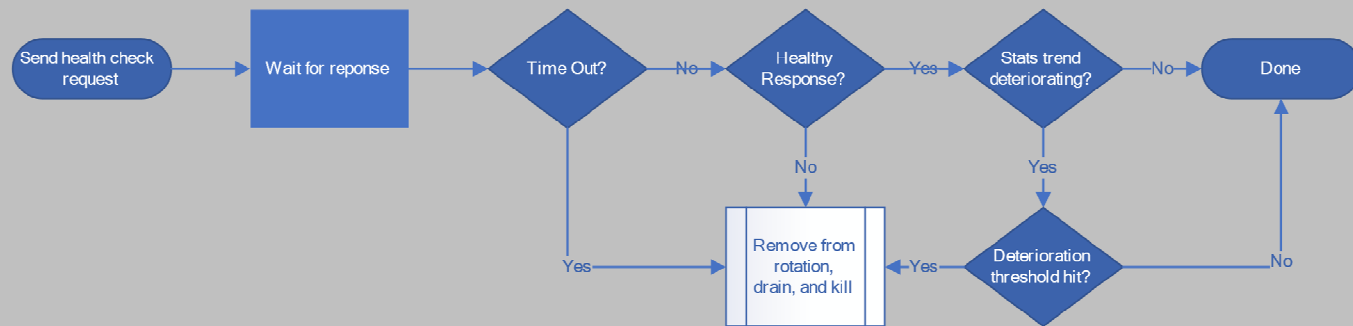 Send health check
request
Wait for reponse
Time Out?
No
Healthy
Response?
Yes
Stats trend
deteriorating?
No
Done
No
Yes
Yes
Remove from
rotation,
drain, and kill
Yes
Deterioration
threshold hit?
No